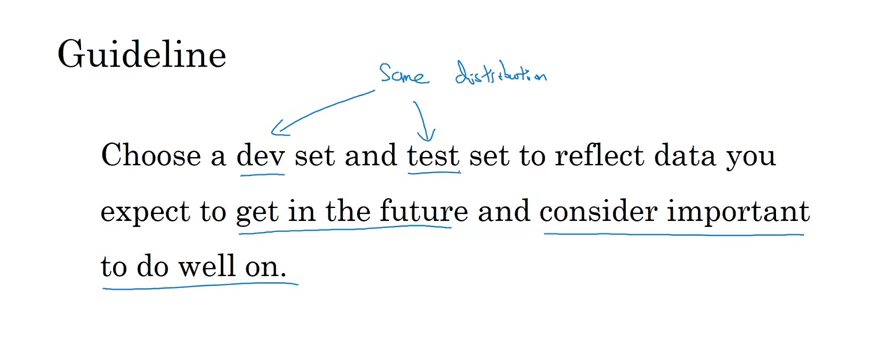 Guideline
Same distribution
Choose a dev set and test set to reflect data you
expect to get in the future and consider important
to do well on.